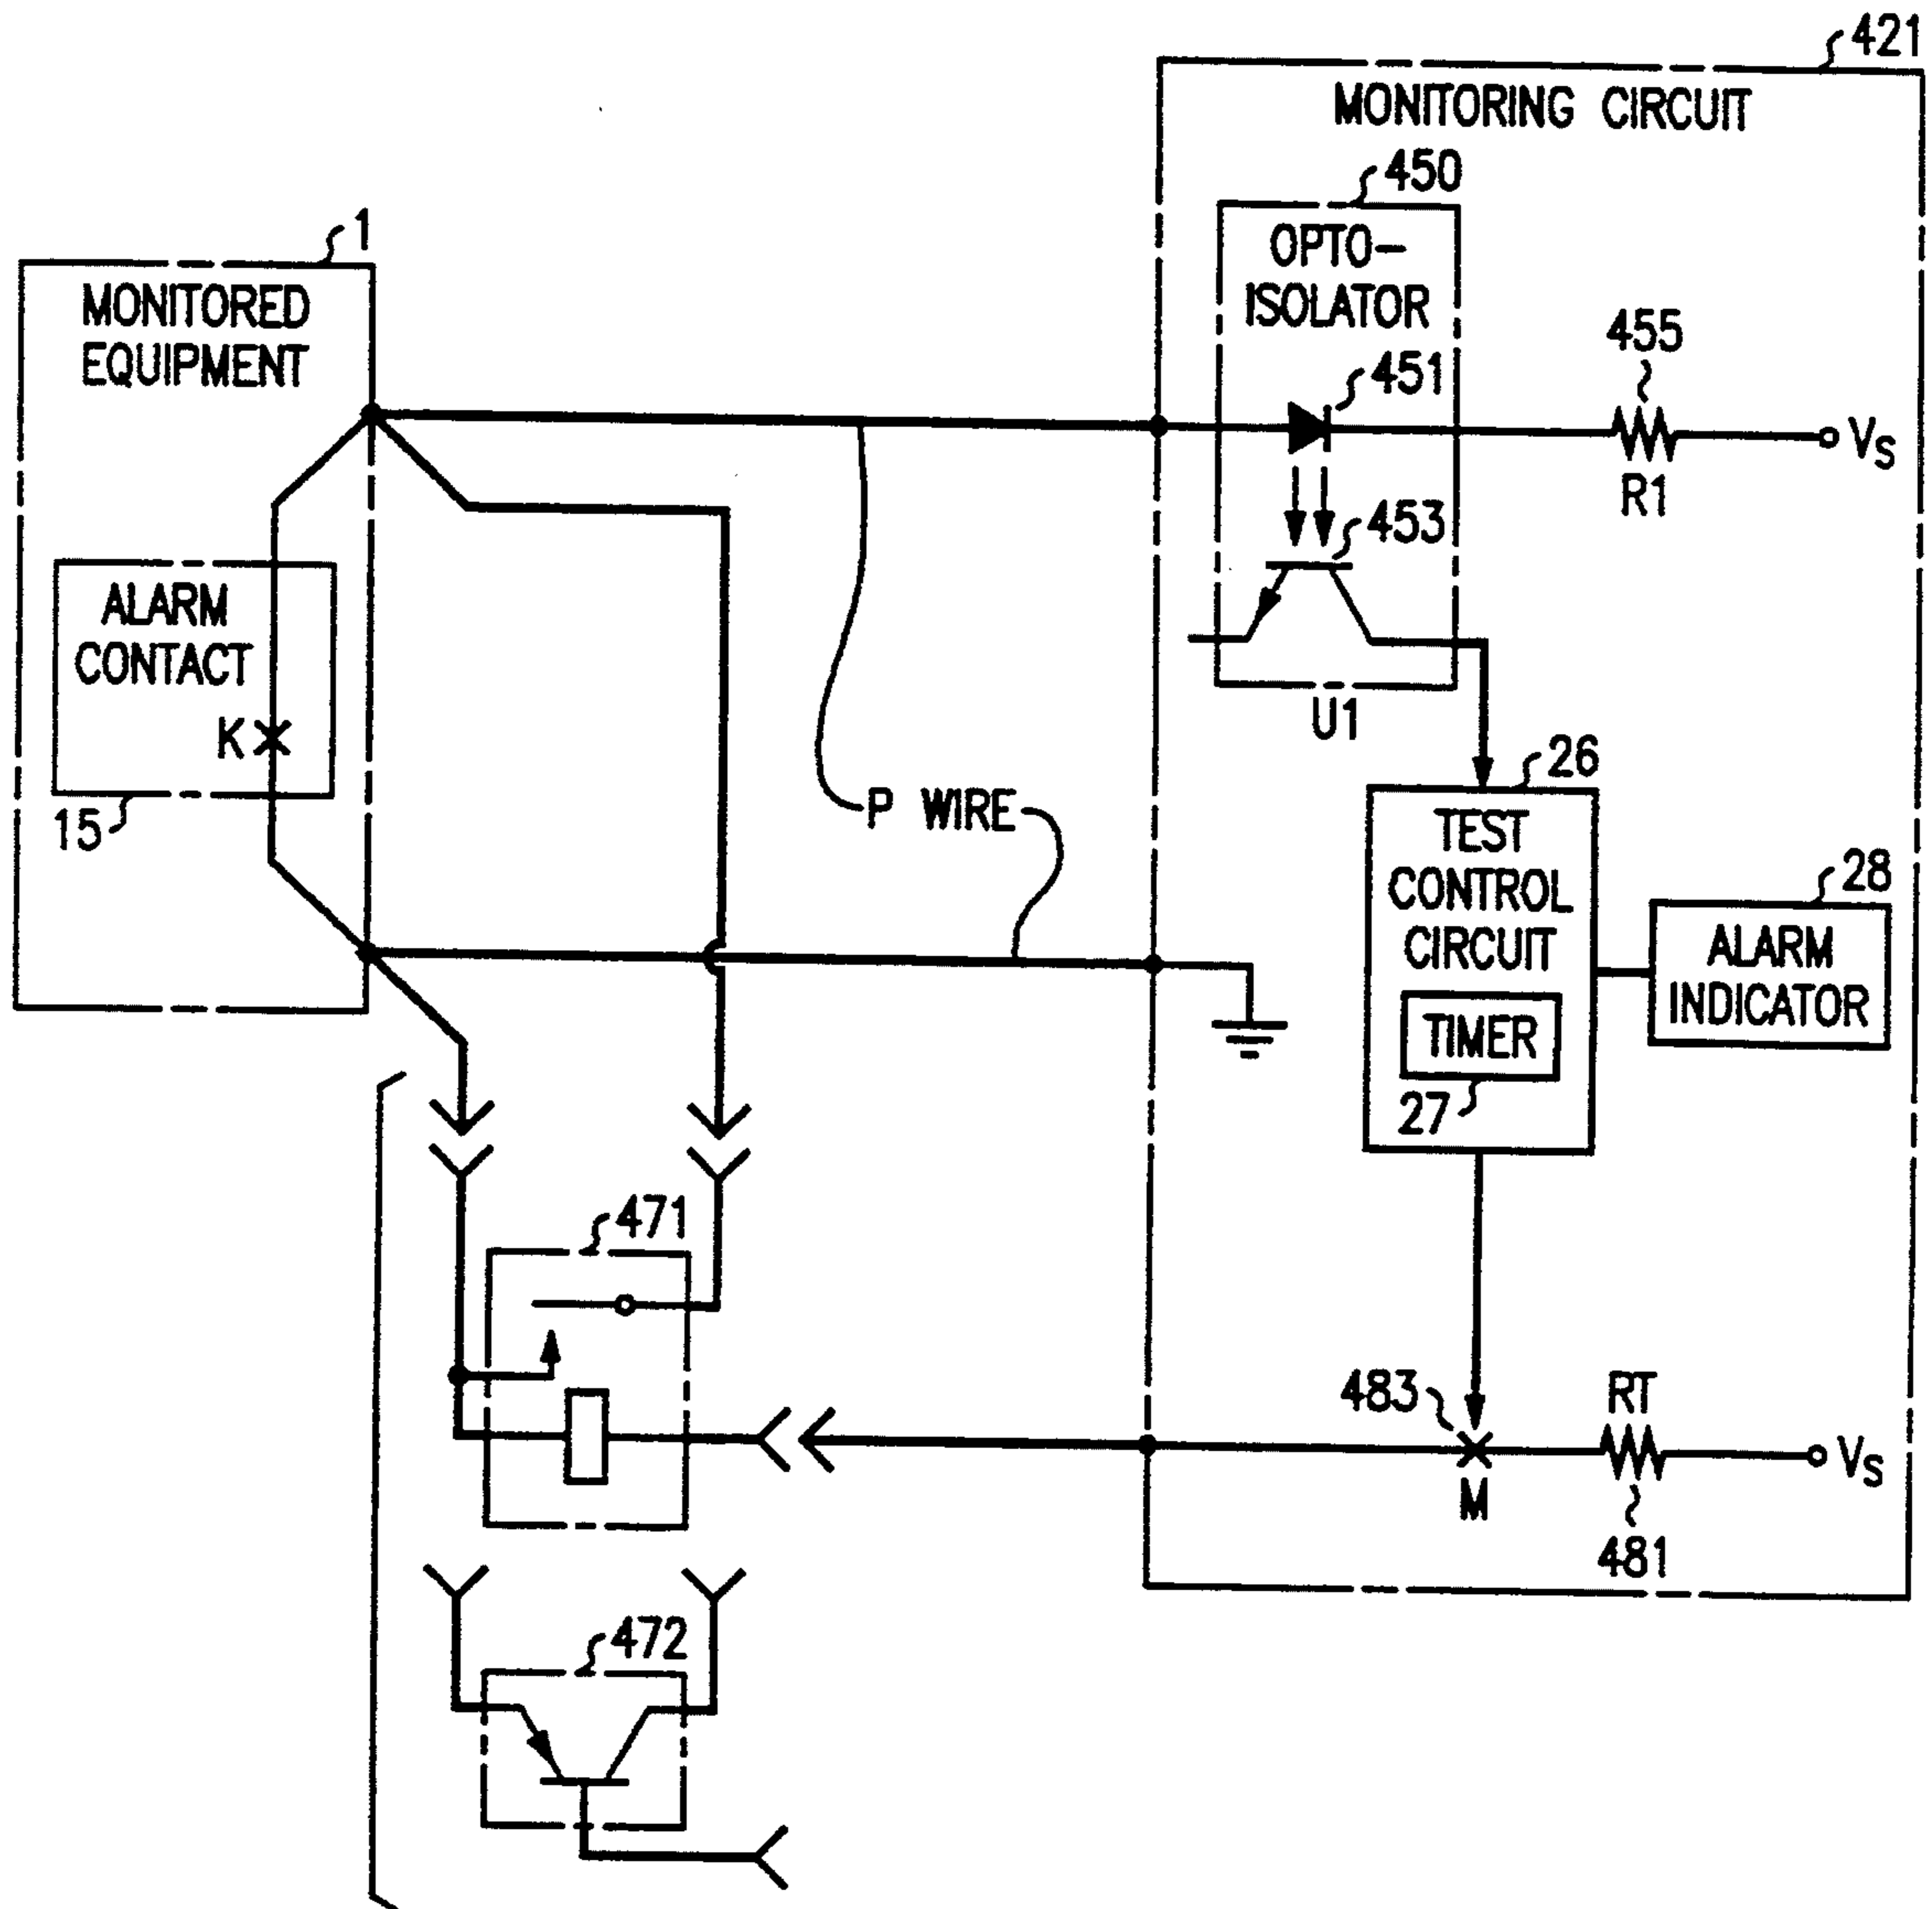 421
MONITORING CIRCUIT
450
OPTO-
ISOLATOR
1
MONITORED
EQUIPMENT
455
451
VS
R1
453
ALARM
CONTACT
K
15
U1
26
P WIRE
TEST
CONTROL
CIRCUIT
28
ALARM
INDICATOR
TIMER
27
471
483
RT
VS
M
481
472